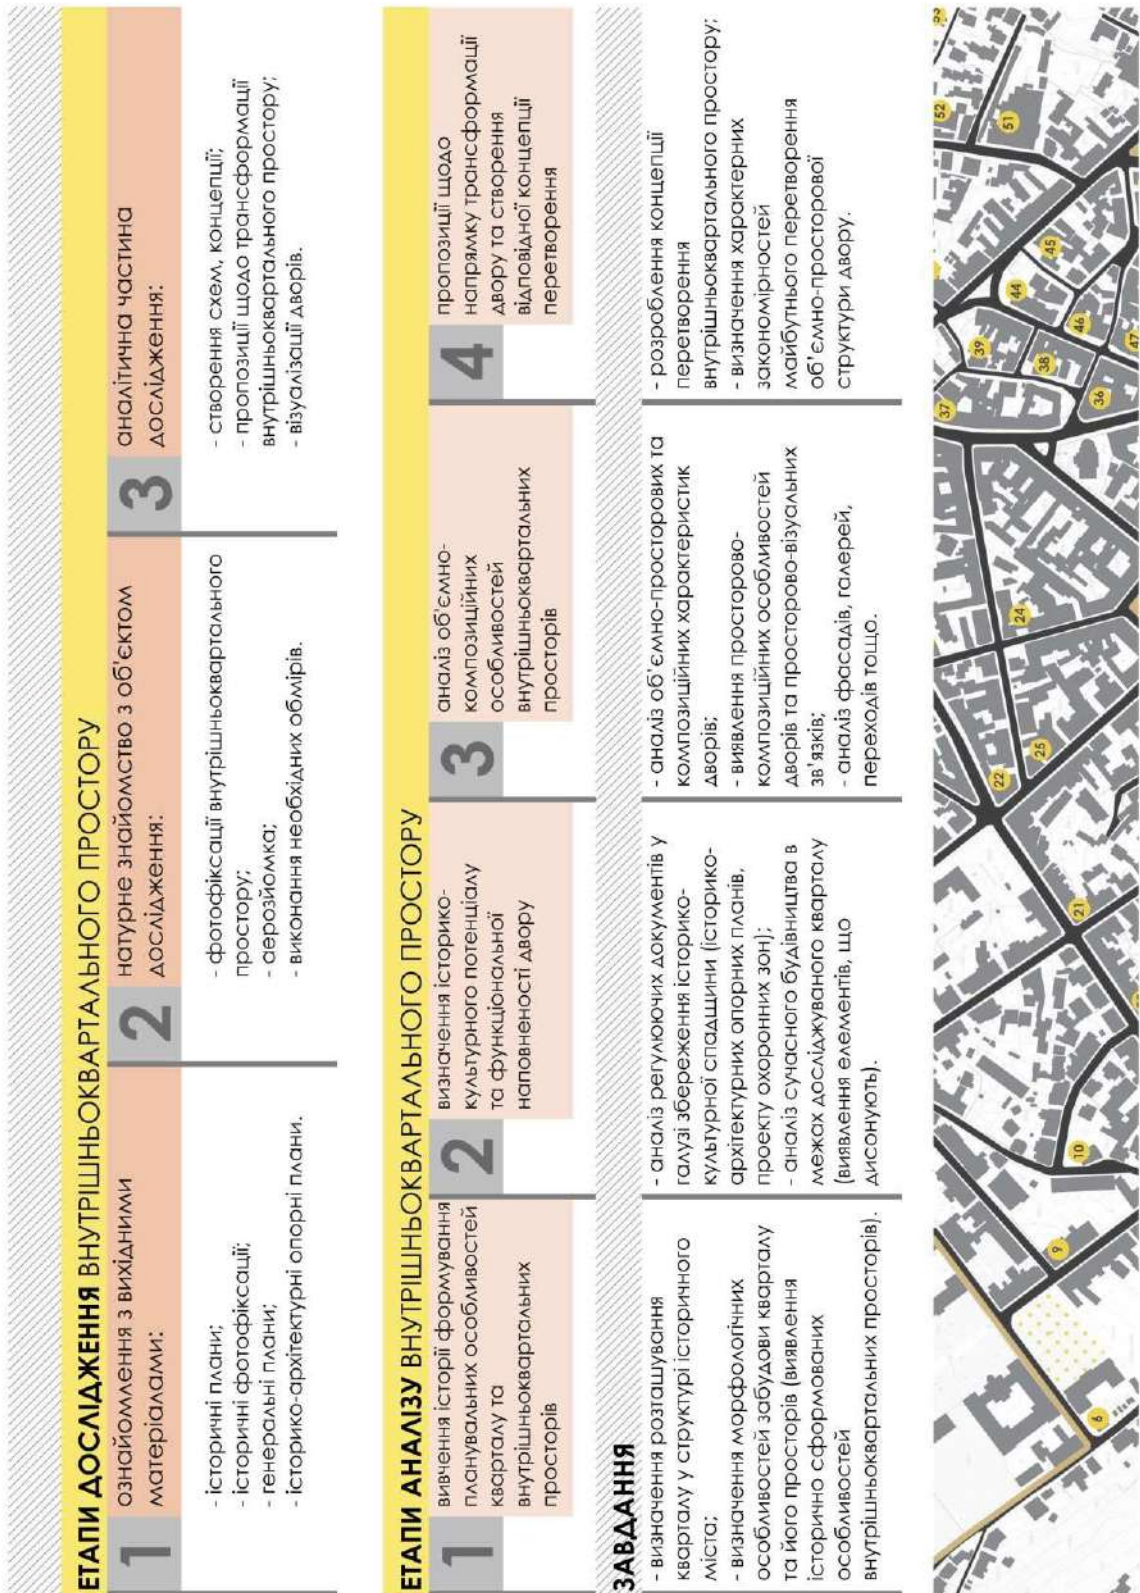 ЕТАПИ ДОСЛІДЖЕННЯ ВНУТРІШНЬОКВАРТАЛЬНОГО ПРОСТОРУ
1
ознайомлення з вихідними
матеріалами:
- історичні плани;
- історичні фотофіксації;
- генеральні плани;
- історико-архітектурні опорні плани.
2
натурне знайомство з об'єктом
дослідження:
- фотофіксації внутрішньоквартального
простору;
- аерозйомка;
- виконання необхідних обмірів.
3
аналітична частина
дослідження:
- створення схем, концепції;
- пропозиції щодо трансформації
внутрішньоквартального простору;
- візуалізації дворів.
ЕТАПИ АНАЛІЗУ ВНУТРІШНЬОКВАРТАЛЬНОГО ПРОСТОРУ
1
вивчення історії формування
планувальних особливостей
кварталу та
внутрішньоквартальних
просторів
2
визначення історико-
культурного потенціалу
та функціональної
наповненості двору
3
аналіз об'ємно-
композиційних
особливостей
внутрішньоквартальних
просторів
4
пропозиції щодо
напрямку трансформації
двору та створення
відповідної концепції
перетворення
ЗАВДАННЯ
- визначення розташування
кварталу у структурі історичного
міста;
- визначення морфологічних
особливостей забудови кварталу
та його просторів (виявлення
історично сформованих
особливостей
внутрішньоквартальних просторів).
- аналіз регулюючих документів у
галузі збереження історико-
культурної спадщини (історико-
архітектурних опорних планів,
проекту охоронних зон);
- аналіз сучасного будівництва в
межах досліджуваного кварталу
(виявлення елементів, що
дисонують).
- аналіз об'ємно-просторових та
композиційних характеристик
дворів;
- виявлення просторово-
композиційних особливостей
дворів та просторово-візуальних
зв'язків;
- аналіз фасадів, галерей,
переходів тощо.
- розроблення концепції
перетворення
внутрішньоквартального простору;
- визначення характерних
закономірностей
майбутнього перетворення
об'ємно-просторової
структури двору.
6
9
10
21
22
25
24
37
39
38
36
44
46
47
45
51
52